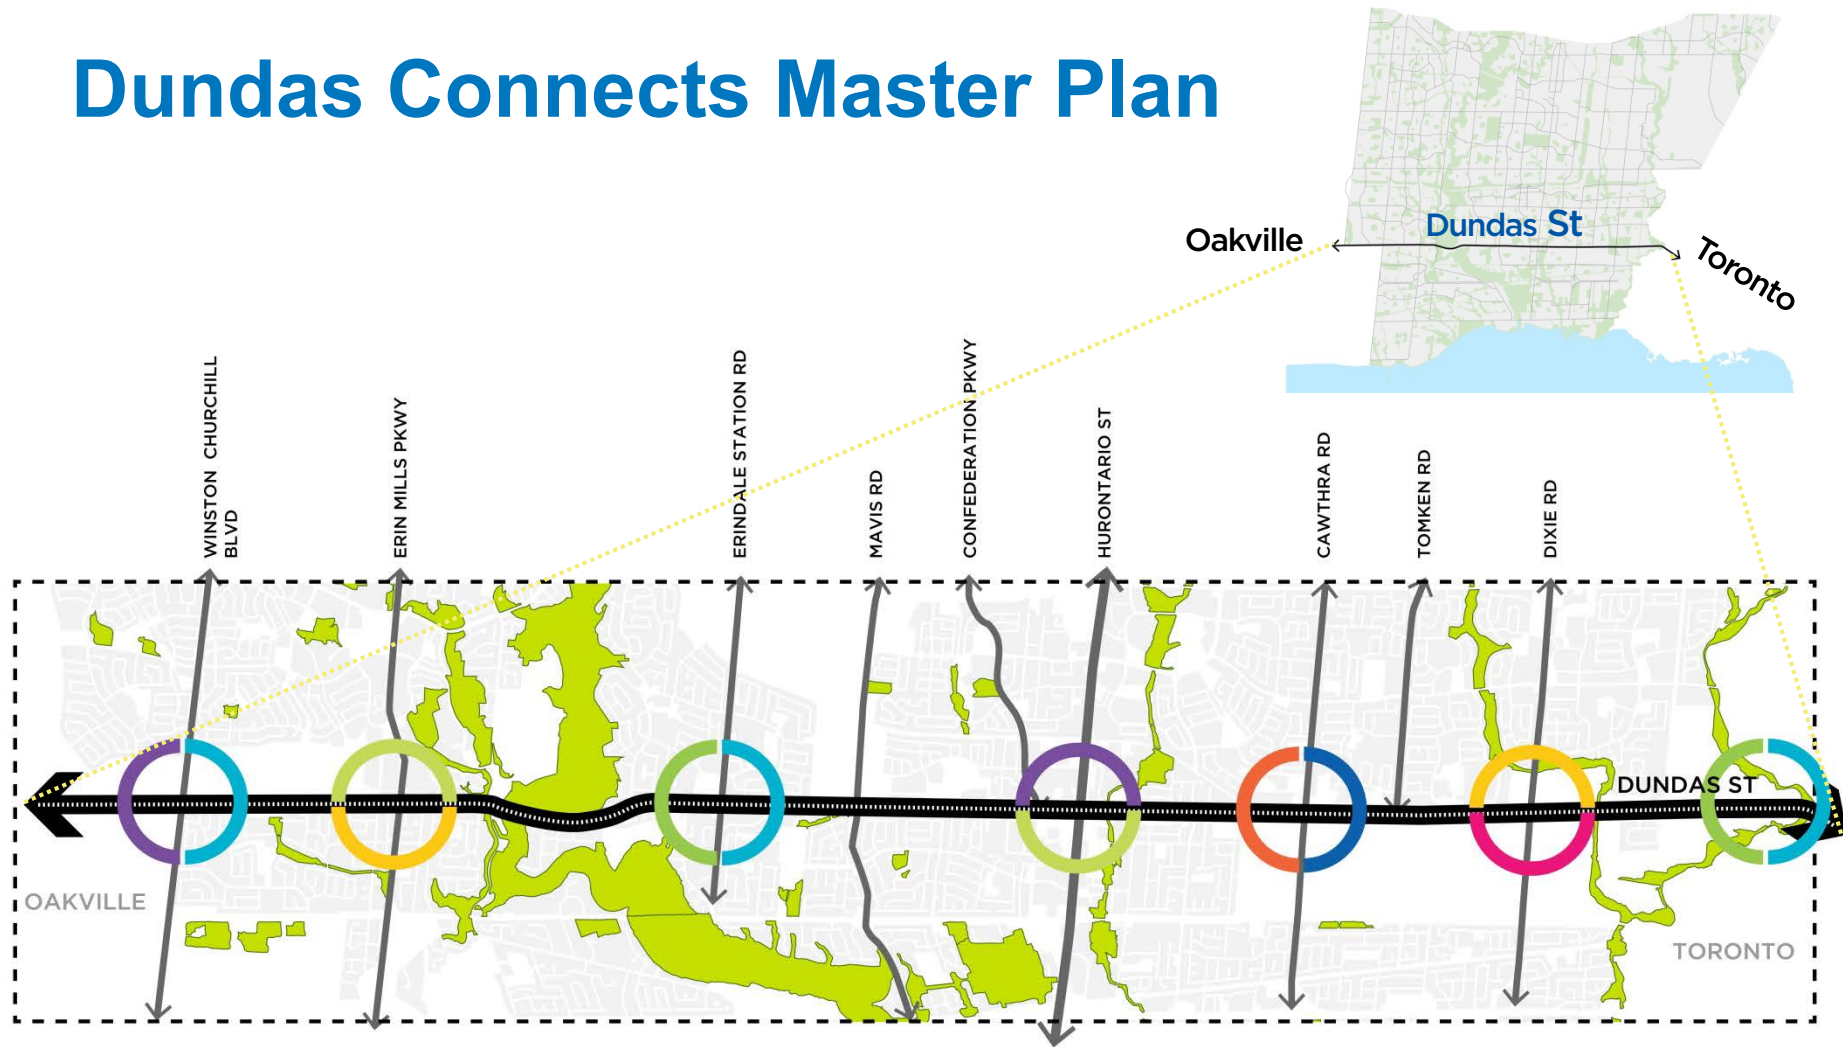 Dundas Connects Master Plan
Oakville
Dundas St
Toronto
WINSTON CHURCHILL
BLVD
ERIN MILLS PKWY
ERINDALE STATION RD
MAVIS RD
CONFEDERATION PKWY
HURONTARIO ST
CAWTHRA RD
TOMKEN RD
DIXIE RD
DUNDAS ST
OAKVILLE
TORONTO